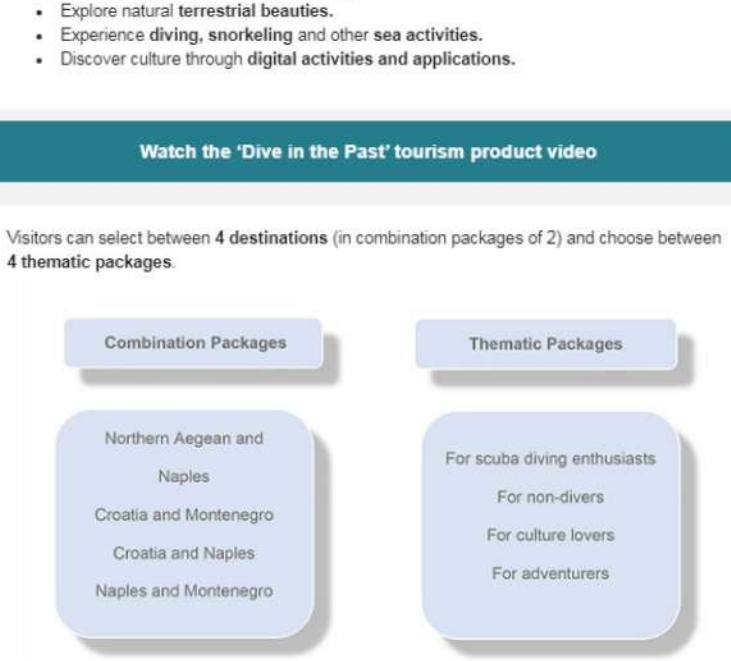 • Explore natural terrestrial beauties.
• Experience diving, snorkeling and other sea activities.
• Discover culture through digital activities and applications.
Watch the 'Dive in the Past' tourism product video
Visitors can select between 4 destinations (in combination packages of 2) and choose between
4 thematic packages.
Combination Packages
Northern Aegean and
Naples
Croatia and Montenegro
Croatia and Naples
Naples and Montenegro
Thematic Packages
For scuba diving enthusiasts
For non-divers
For culture lovers
For adventurers